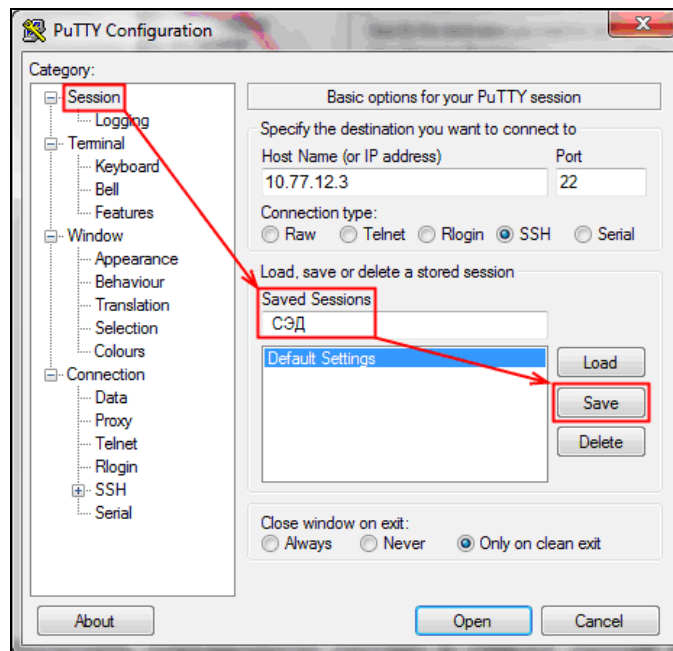 PuTTY Configuration
Category:
Session
Logging
Terminal
Keyboard
Bell
Features
Window
Appearance
Behaviour
Translation
Selection
Colours
Connection
Data
Proxy
Telnet
Rlogin
SSH
Serial
Basic options for your PuTTY session
Specify the destination you want to connect to
Host Name (or IP address) Port
10.77.12.3 22
Connection type:
Raw Telnet Rlogin SSH Serial
Load, save or delete a stored session
Saved Sessions
СЭД
Default Settings
Load
Save
Delete
Close window on exit:
Always Never Only on clean exit
About Open Cancel